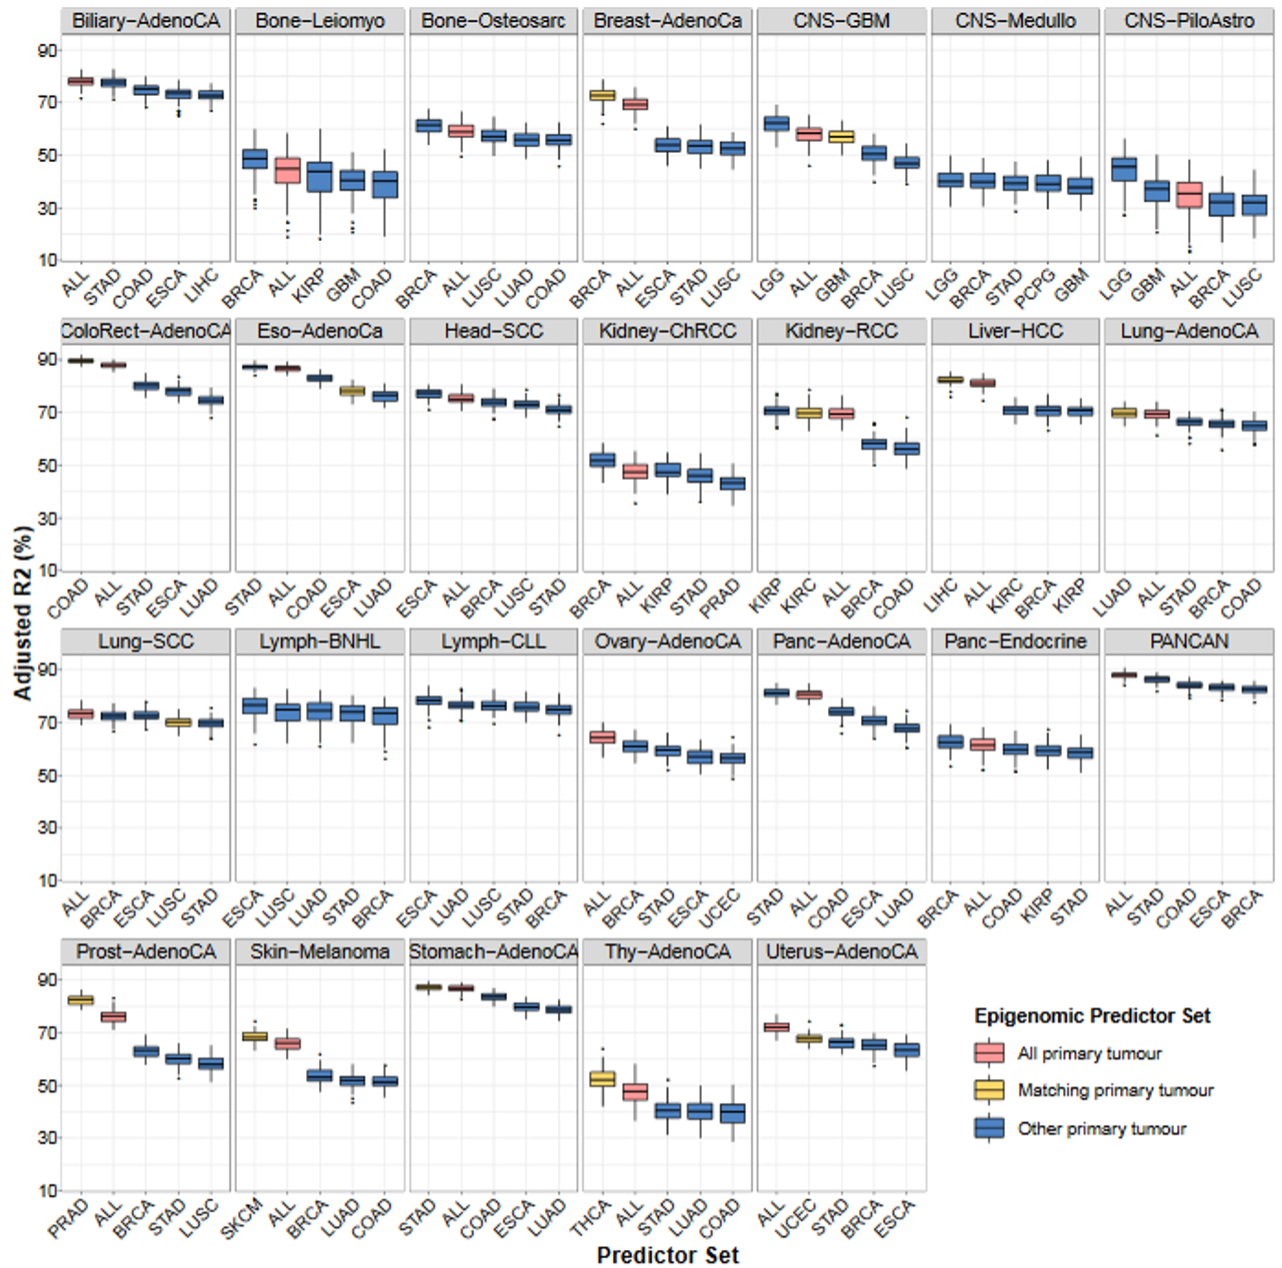 Biliary−AdenoCA Bone−Leiomyo Bone−Osteosarc Breast−AdenoCa CNS−GBM CNS−Medullo CNS−PiloAstro
90
70
50
30
10
ALL STAD COAD ESCA LIHC BRCA ALL KIRP GBM COAD BRCA ALL LUSC LUAD COAD BRCA ALL ESCA STAD LUSC LGG ALL GBM BRCA LUSC LGG BRCA STAD PCPG GBM LGG GBM ALL BRCA LUSC
ColoRect−AdenoCA Eso−AdenoCa Head−SCC Kidney−ChRCC Kidney−RCC Liver−HCC Lung−AdenoCA
90
70
50
30
10
COAD ALL STAD ESCA LUAD STAD ALL COAD ESCA LUAD ESCA ALL BRCA LUSC STAD BRCA ALL KIRP STAD PRAD KIRP KIRC ALL BRCA COAD LIHC ALL KIRC BRCA KIRP LUAD ALL STAD BRCA COAD
Adjusted R2 (%)
Lung−SCC Lymph−BNHL Lymph−CLL Ovary−AdenoCA Panc−AdenoCA Panc−Endocrine PANCAN
90
70
50
30
10
ALL BRCA ESCA LUSC STAD ESCA LUSC LUAD STAD BRCA ESCA LUAD LUSC STAD BRCA ALL BRCA STAD ESCA UCEC STAD ALL COAD ESCA LUAD BRCA ALL COAD KIRP STAD ALL STAD COAD ESCA BRCA
Prost−AdenoCA Skin−Melanoma Stomach−AdenoCA Thy−AdenoCA Uterus−AdenoCA
90
70
50
30
10
PRAD ALL BRCA STAD LUSC SKCM ALL BRCA LUAD COAD STAD ALL COAD ESCA LUAD THCA ALL STAD LUAD COAD ALL UCEC STAD BRCA ESCA
Predictor Set
Epigenomic Predictor Set
All primary tumour
Matching primary tumour
Other primary tumour